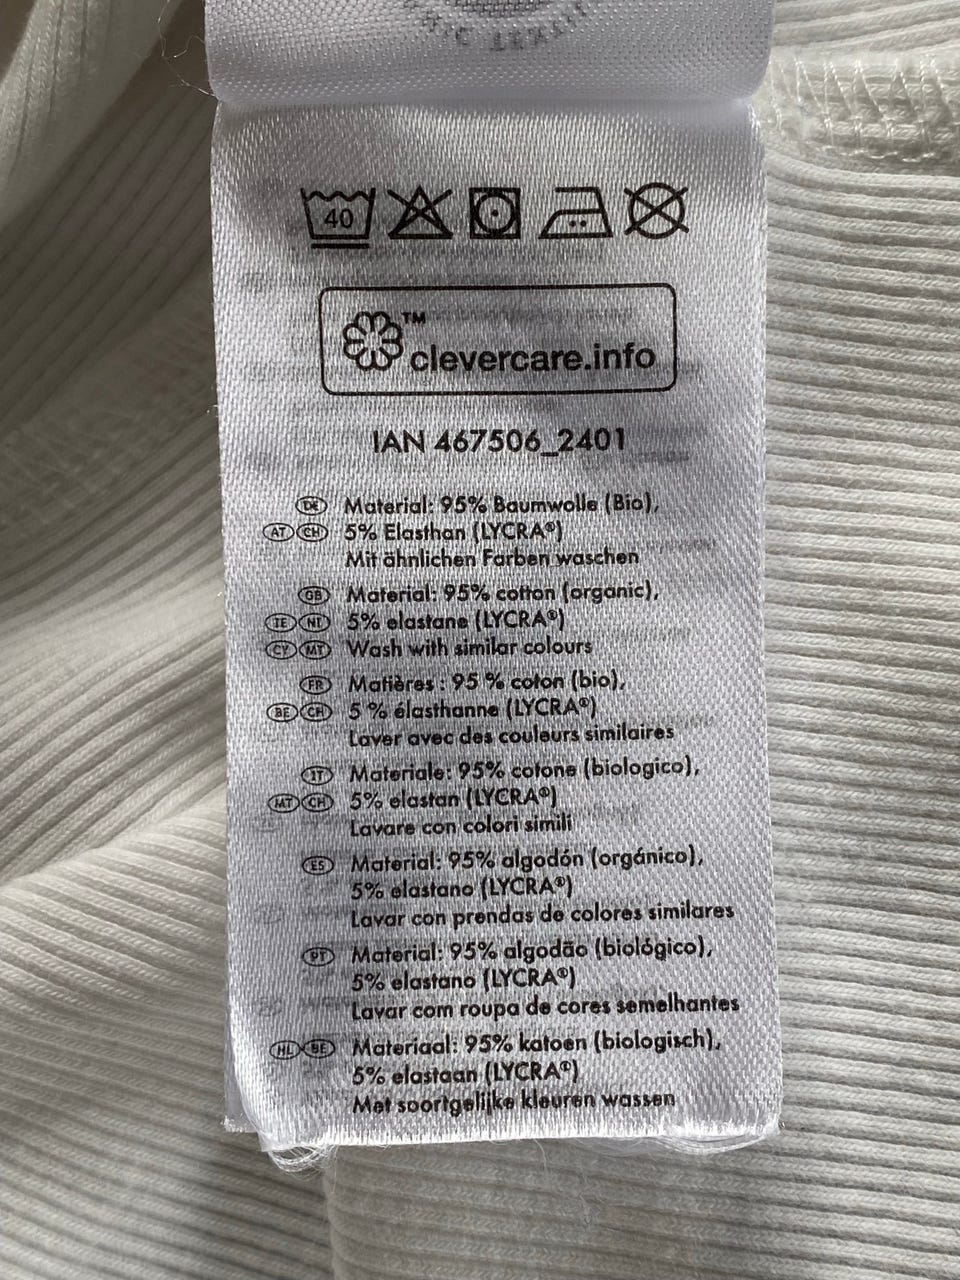 40
™
clevercare.info
IAN 467506_2401
DE Material: 95% Baumwolle (Bio),
AT CH 5% Elasthan (LYCRA®)
Mit ähnlichen Farben waschen
GB Material: 95% cotton (organic),
IE NI 5% elastane (LYCRA®)
CY MT Wash with similar colours
FR Matières : 95 % coton (bio),
BE CH 5 % élasthanne (LYCRA®)
Laver avec des couleurs similaires
IT Materiale: 95% cotone (biologico),
MT CH 5% elastan (LYCRA®)
Lavare con colori simili
ES Material: 95% algodón (orgánico),
5% elastano (LYCRA®)
Lavar con prendas de colores similares
PT Material: 95% algodão (biológico),
5% elastano (LYCRA®)
Lavar com roupa de cores semelhantes
NL BE Materiaal: 95% katoen (biologisch),
5% elastaan (LYCRA®)
Met soortgelijke kleuren wassen